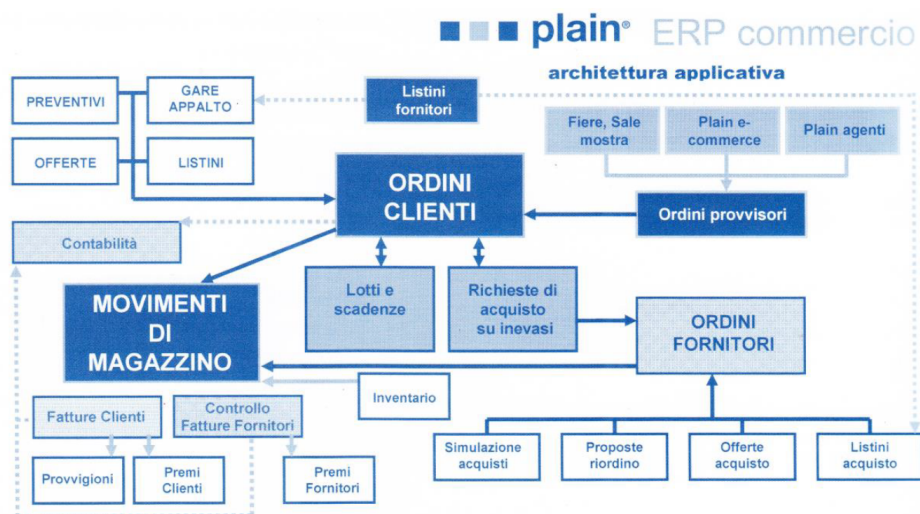 plain® ERP commercio
architettura applicativa
PREVENTIVI
GARE
APPALTO
Listini
fornitori
Fiere, Sale
mostra
Plain e-
commerce
Plain agenti
OFFERTE
LISTINI
ORDINI
CLIENTI
Ordini provvisori
Contabilità
Lotti e
scadenze
Richieste di
acquisto
su inevasi
MOVIMENTI
DI
MAGAZZINO
ORDINI
FORNITORI
Inventario
Fatture Clienti
Controllo
Fatture Fornitori
Simulazione
acquisti
Proposte
riordino
Offerte
acquisto
Listini
acquisto
Provvigioni
Premi
Clienti
Premi
Fornitori